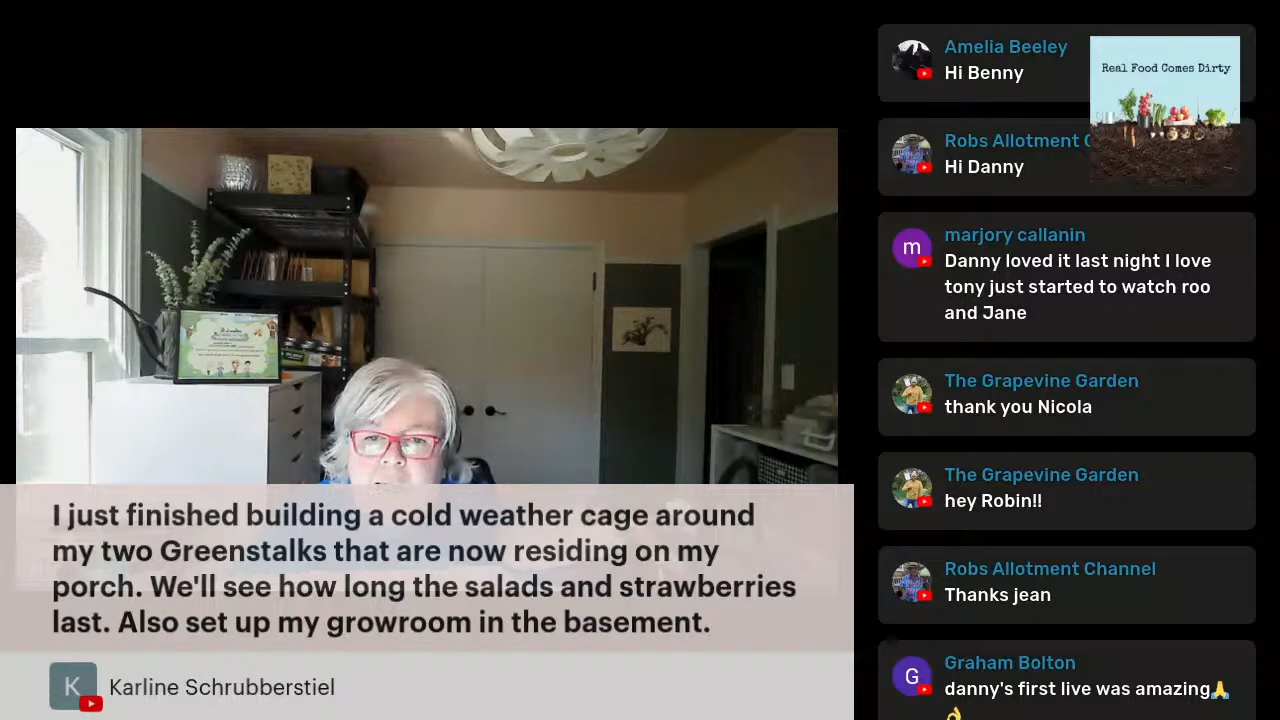 I just finished building a cold weather cage around
my two Greenstalks that are now residing on my
porch. We'll see how long the salads and strawberries
last. Also set up my growroom in the basement.
K
Karline Schrubberstiel
Amelia Beeley
Hi Benny
Real Food Comes Dirty
Robs Allotment
Hi Danny
m
marjory callanin
Danny loved it last night I love
tony just started to watch roo
and Jane
The Grapevine Garden
thank you Nicola
The Grapevine Garden
hey Robin!!
Robs Allotment Channel
Thanks jean
G
Graham Bolton
danny's first live was amazing🙏
👌